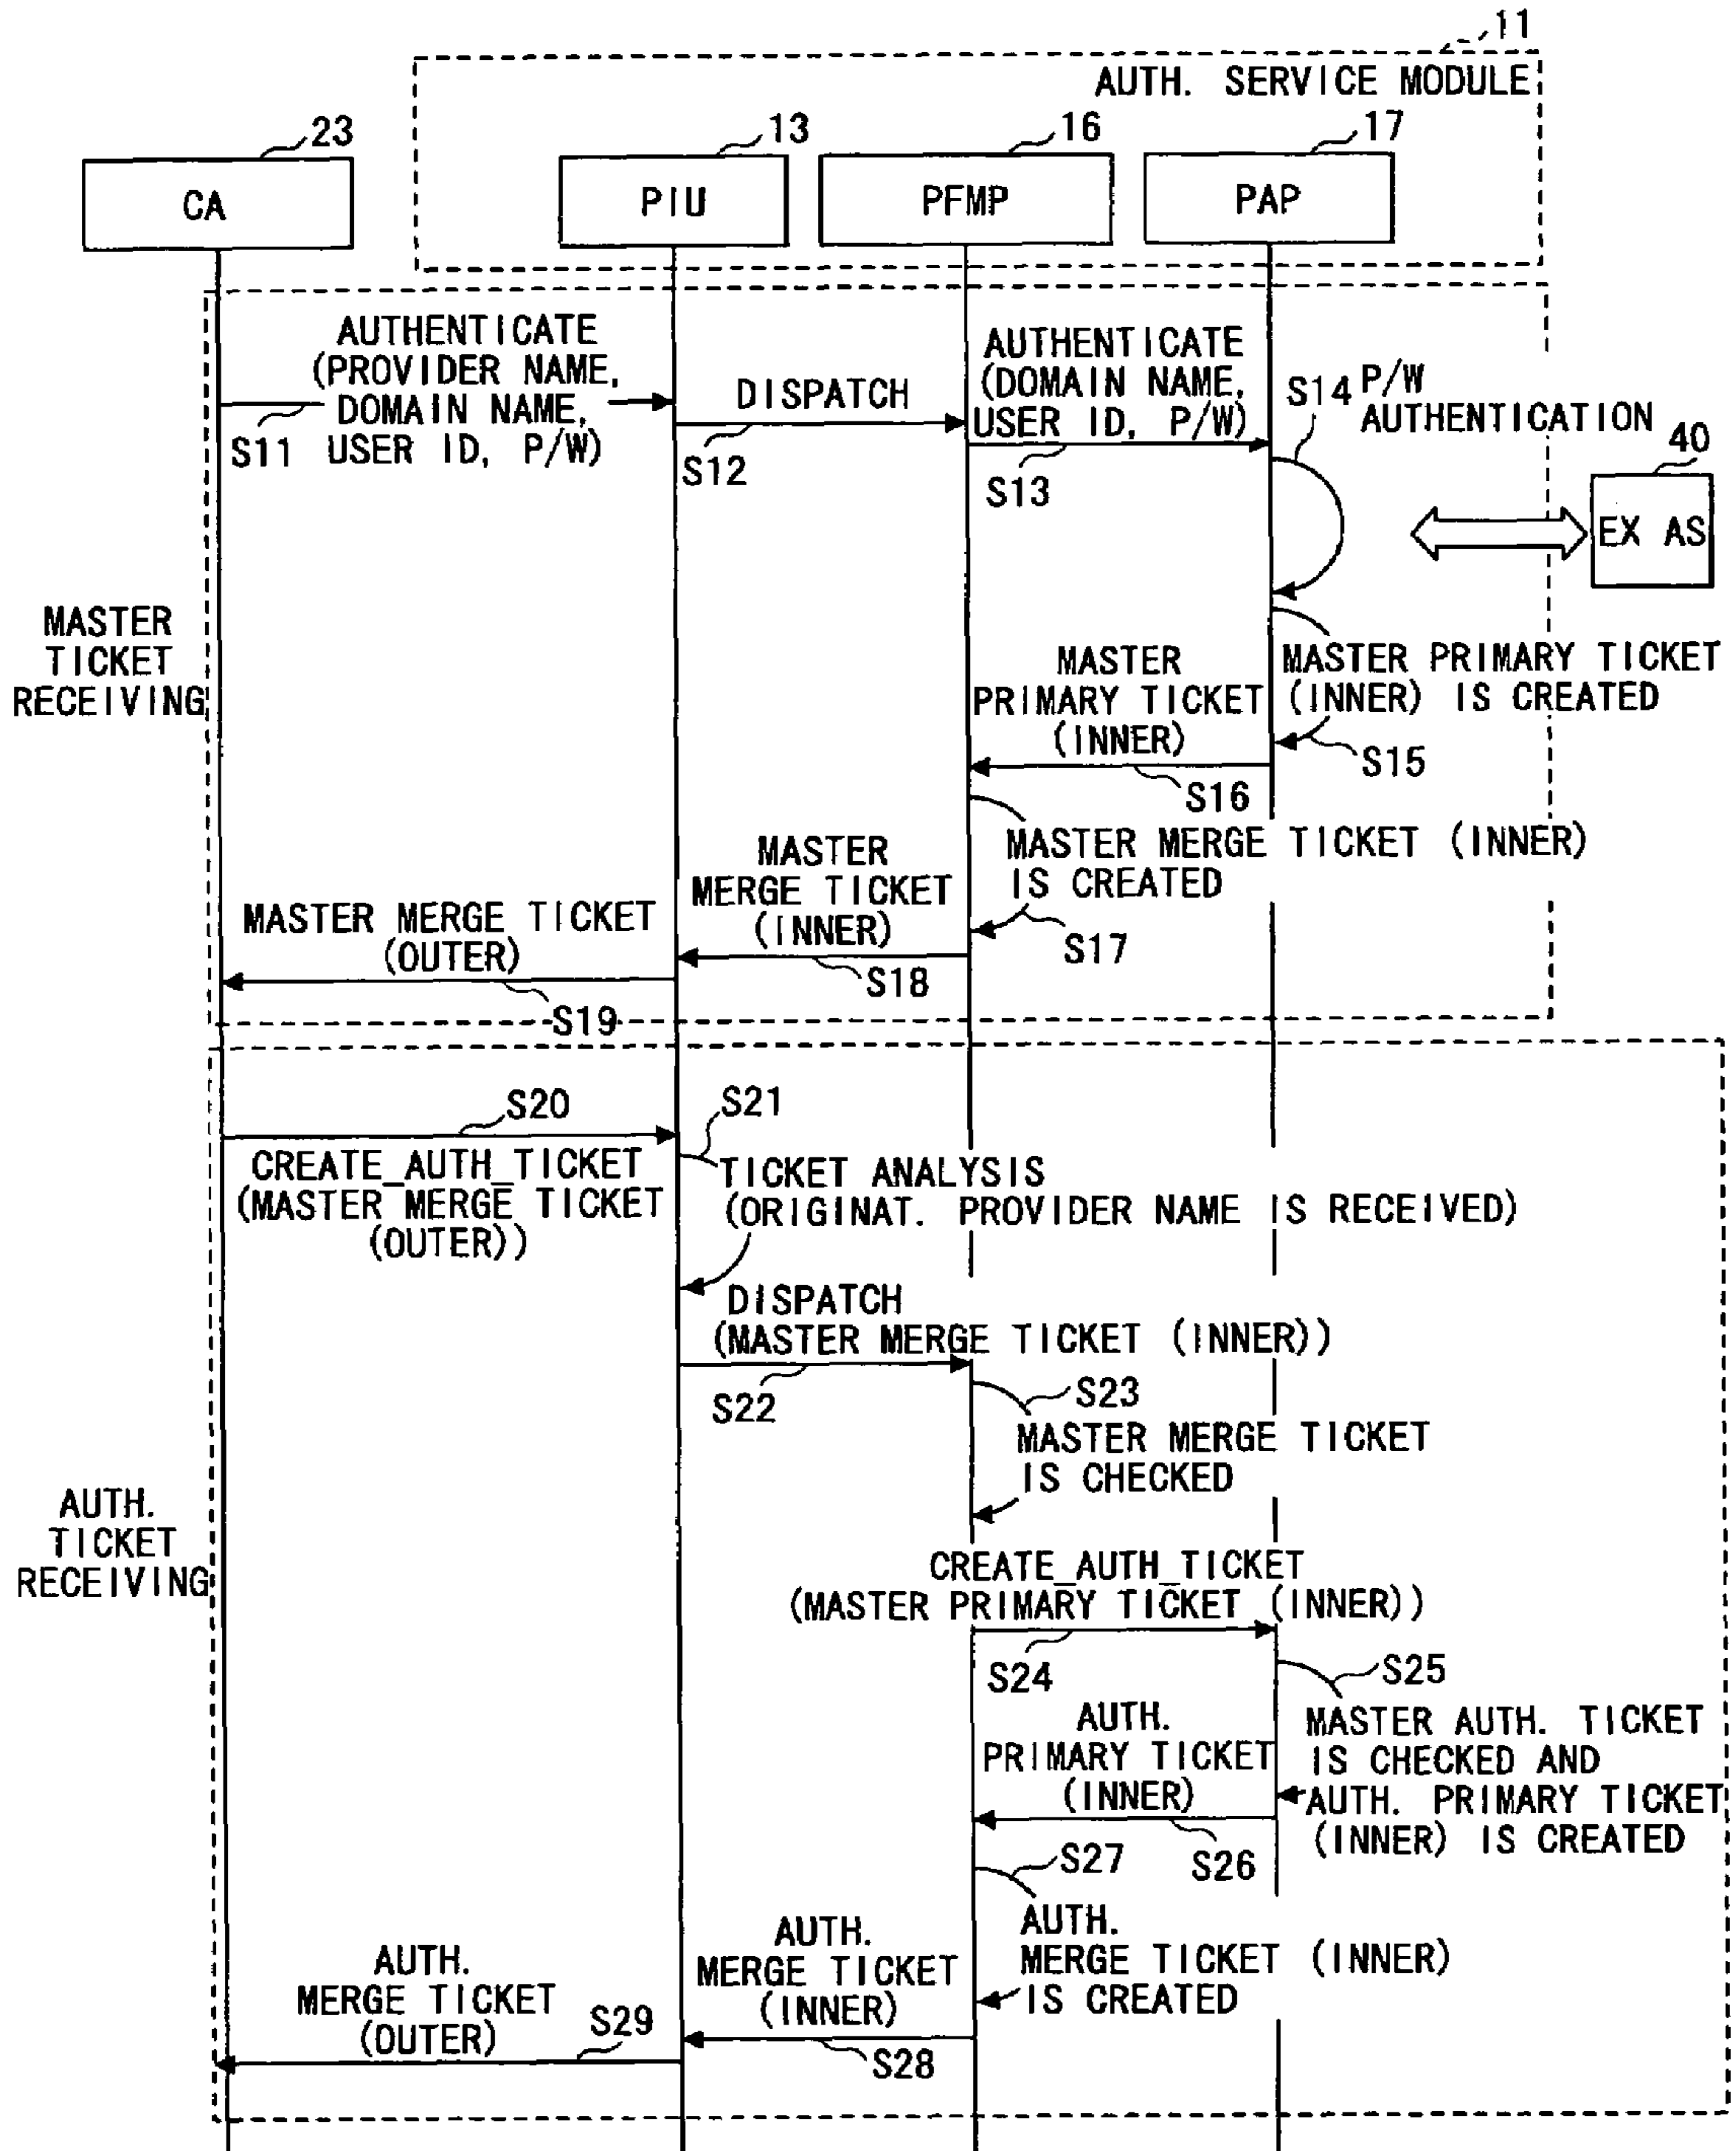 11
AUTH. SERVICE MODULE
23
13
16
17
CA
PIU
PFMP
PAP
AUTHENTICATE
(PROVIDER NAME,
DOMAIN NAME,
USER ID, P/W)
S11
DISPATCH
S12
AUTHENTICATE
(DOMAIN NAME,
USER ID, P/W)
S13
S14
P/W
AUTHENTICATION
40
EX AS
MASTER
TICKET
RECEIVING
MASTER PRIMARY TICKET
(INNER) IS CREATED
S15
MASTER
PRIMARY TICKET
(INNER)
S16
MASTER MERGE TICKET (INNER)
IS CREATED
S17
MASTER
MERGE TICKET
(INNER)
S18
MASTER MERGE TICKET
(OUTER)
S19
S20
CREATE_AUTH_TICKET
(MASTER MERGE TICKET
(OUTER))
S21
TICKET ANALYSIS
(ORIGINAT. PROVIDER NAME IS RECEIVED)
DISPATCH
(MASTER MERGE TICKET (INNER))
S22
S23
MASTER MERGE TICKET
IS CHECKED
AUTH.
TICKET
RECEIVING
CREATE_AUTH_TICKET
(MASTER PRIMARY TICKET (INNER))
S24
S25
MASTER AUTH. TICKET
IS CHECKED AND
AUTH. PRIMARY TICKET
(INNER) IS CREATED
AUTH.
PRIMARY TICKET
(INNER)
S26
S27
AUTH.
MERGE TICKET (INNER)
IS CREATED
AUTH.
MERGE TICKET
(INNER)
S28
AUTH.
MERGE TICKET
(OUTER)
S29